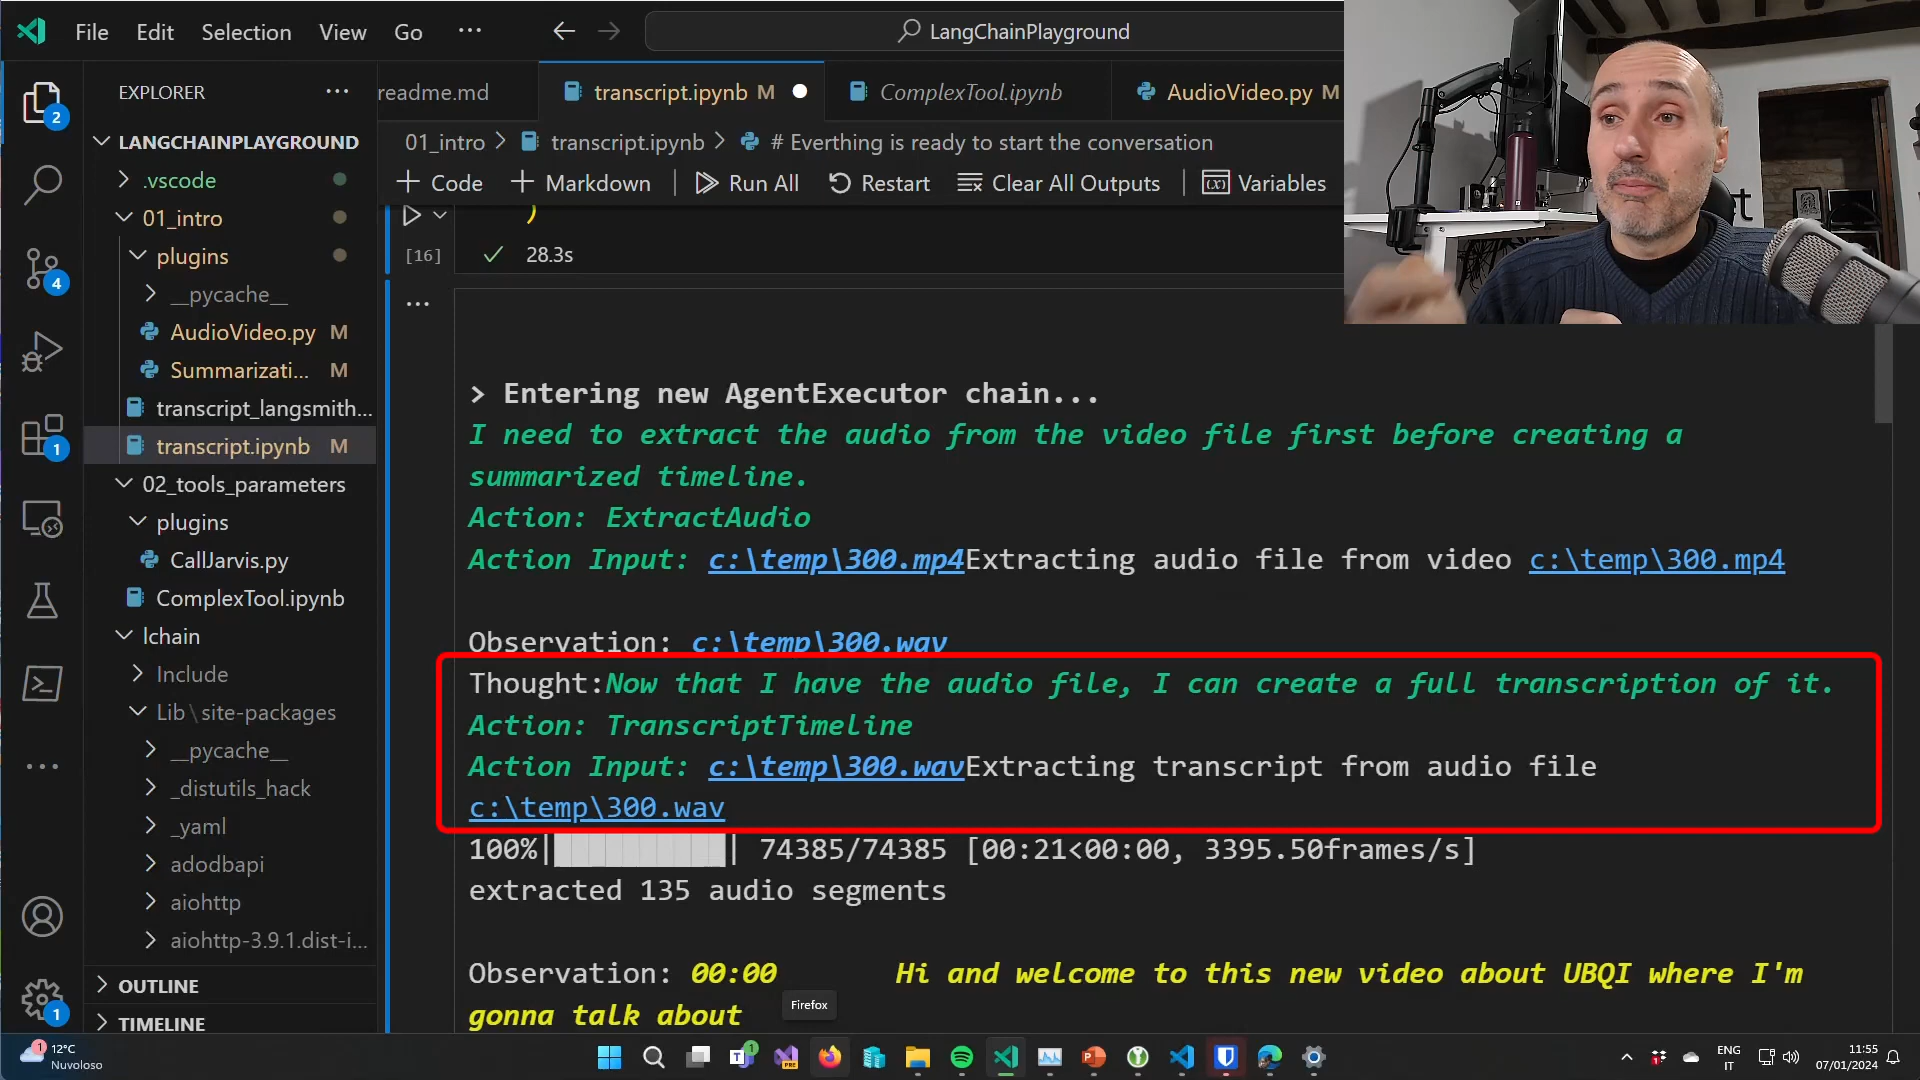 File Edit Selection View Go ··· LangChainPlayground
EXPLORER ···
readme.md transcript.ipynb M ComplexTool.ipynb AudioVideo.py M
01_intro > transcript.ipynb > # Everthing is ready to start the conversation
+ Code + Markdown Run All Restart Clear All Outputs Variables
LANGCHAINPLAYGROUND
.vscode
01_intro
plugins
__pycache__
AudioVideo.py M
Summarizati... M
transcript_langsmith...
transcript.ipynb M
02_tools_parameters
plugins
CallJarvis.py
ComplexTool.ipynb
lchain
Include
Lib\site-packages
__pycache__
_distutils_hack
_yaml
adodbapi
aiohttp
aiohttp-3.9.1.dist-i...
OUTLINE
TIMELINE
2
4
1
1
)
[16] 28.3s
···
> Entering new AgentExecutor chain...
I need to extract the audio from the video file first before creating a
summarized timeline.
Action: ExtractAudio
Action Input: c:\temp\300.mp4Extracting audio file from video c:\temp\300.mp4
Observation: c:\temp\300.wav
Thought:Now that I have the audio file, I can create a full transcription of it.
Action: TranscriptTimeline
Action Input: c:\temp\300.wavExtracting transcript from audio file
c:\temp\300.wav
100%|██████████| 74385/74385 [00:21<00:00, 3395.50frames/s]
extracted 135 audio segments
Observation: 00:00 Hi and welcome to this new video about UBQI where I'm
gonna talk about
Firefox
1
12°C
Nuvoloso
1
PRE
ENG
IT
11:55
07/01/2024